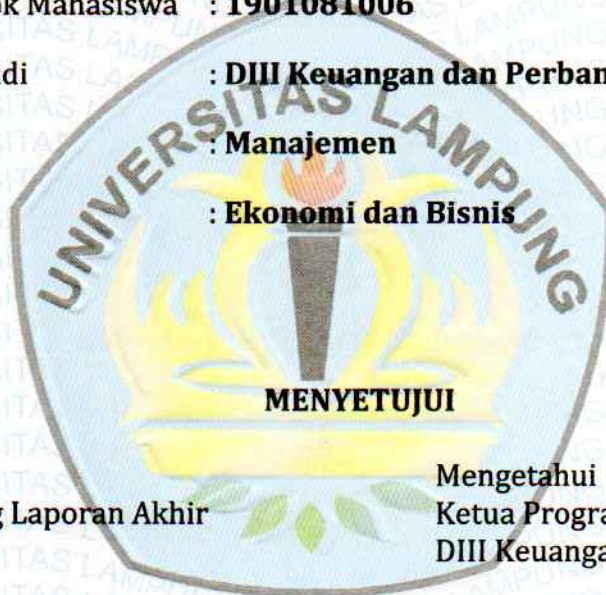 ok Mahasiswa : 1901081006
di : DIII Keuangan dan Perban
: Manajemen
: Ekonomi dan Bisnis
UNIVERSITAS LAMPUNG
MENYETUJUI
Mengetahui
g Laporan Akhir Ketua Progra
DIII Keuanga